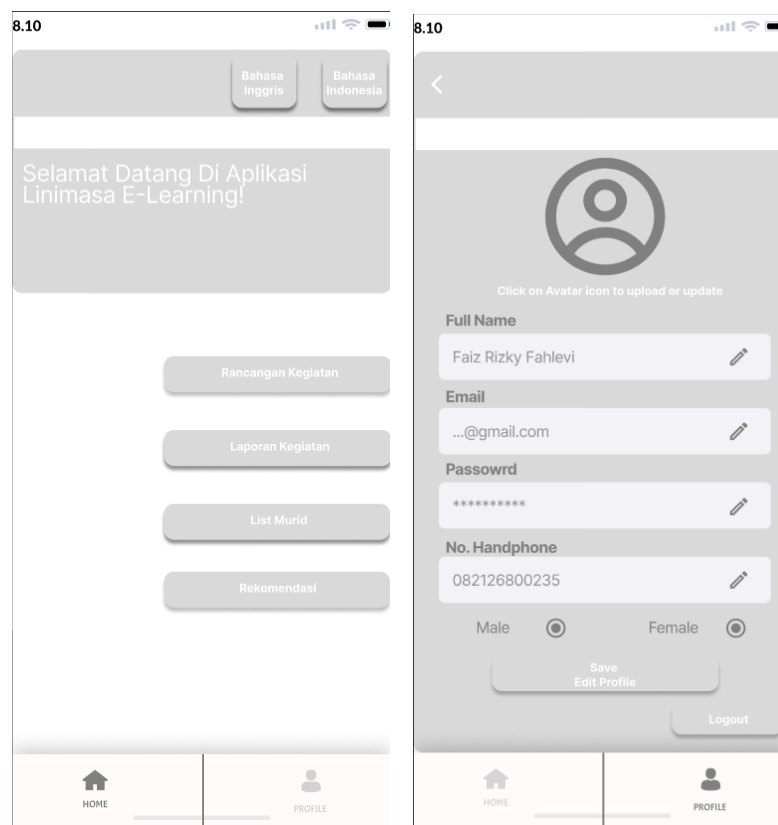 8.10
Bahasa
Inggris
Bahasa
Indonesia
Selamat Datang Di Aplikasi
Linimasa E-Learning!
Rancangan Kegiatan
Laporan Kegiatan
List Murid
Rekomendasi
HOME
PROFILE
8.10
Click on Avatar icon to upload or update
Full Name
Faiz Rizky Fahlevi
Email
...@gmail.com
Passowrd
**********
No. Handphone
082126800235
Male
Female
Save
Edit Profile
Logout
HOME
PROFILE